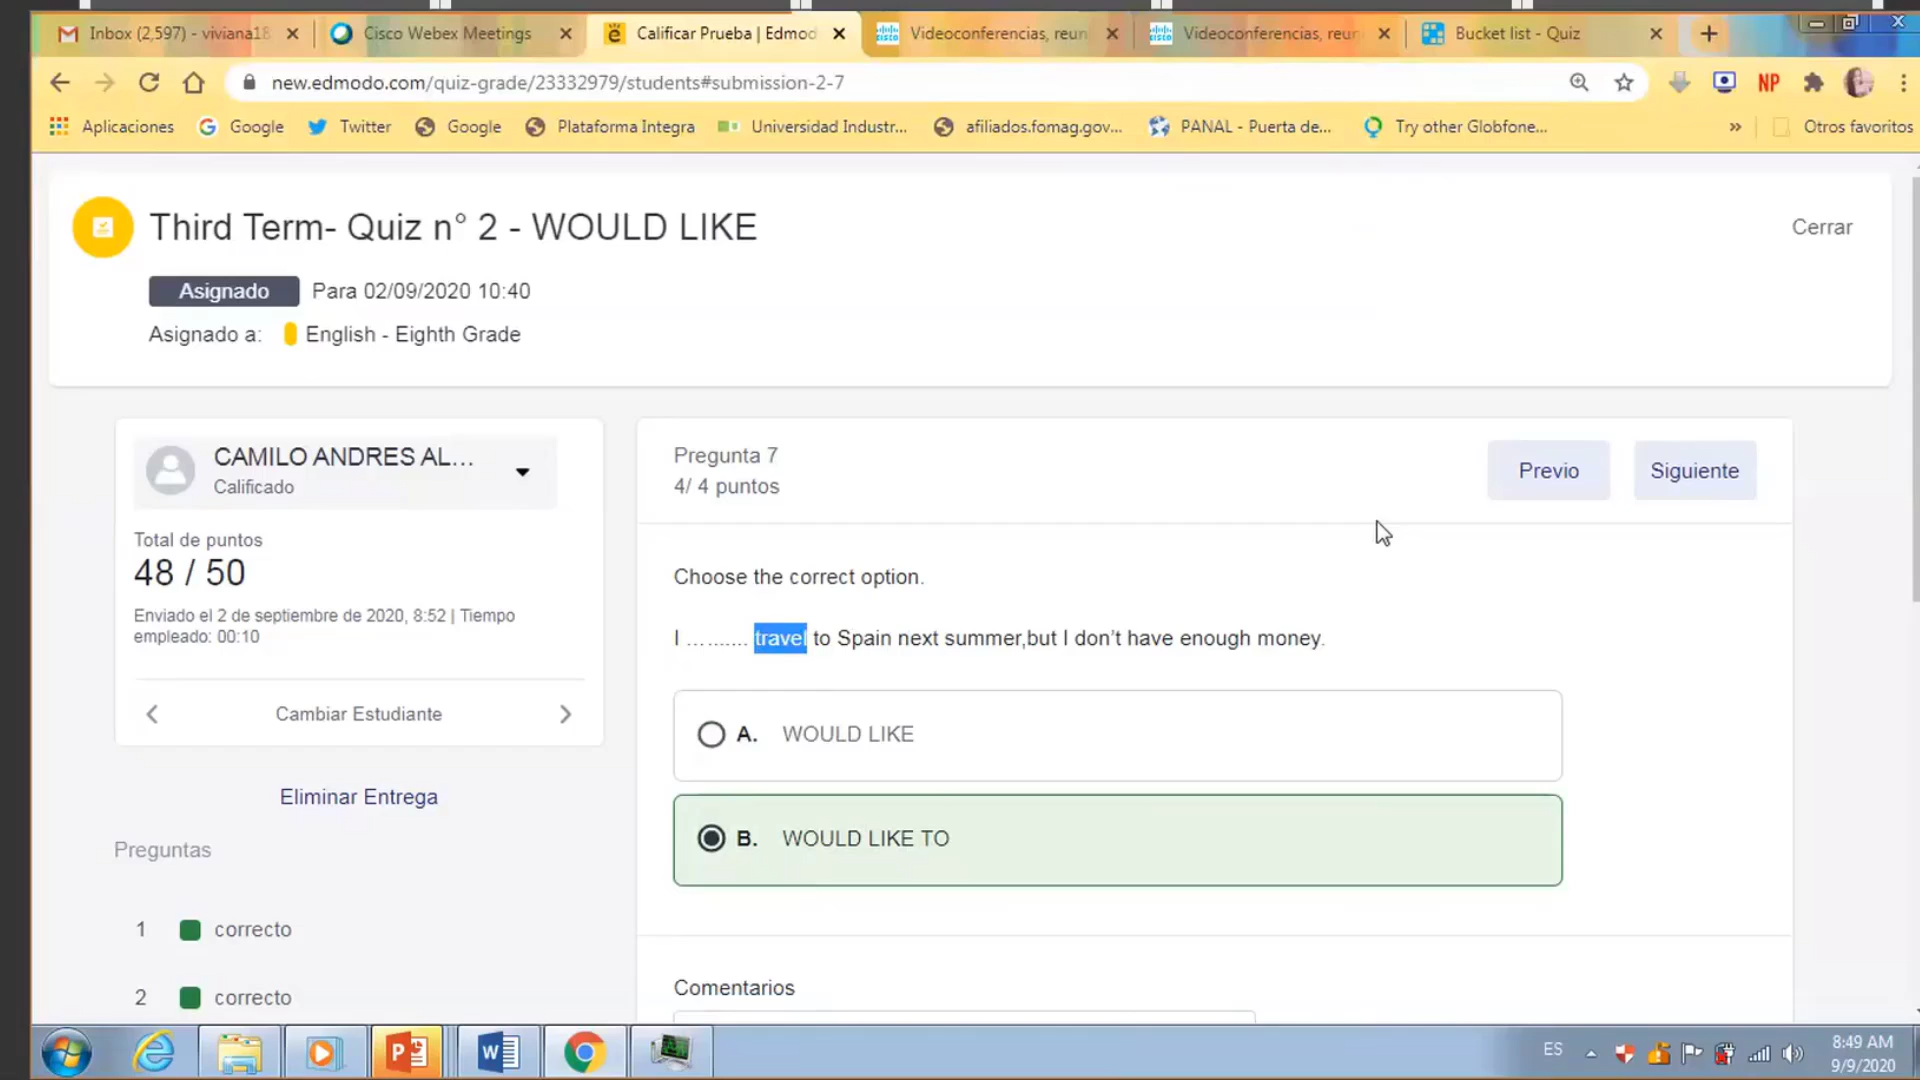 Inbox (2,597) - viviana18
Cisco Webex Meetings
Calificar Prueba | Edmod
Videoconferencias, reun
Videoconferencias, reun
Bucket list - Quiz
new.edmodo.com/quiz-grade/23332979/students#submission-2-7
NP
Aplicaciones
Google
Twitter
Google
Plataforma Integra
Universidad Industr...
afiliados.fomag.gov...
PANAL - Puerta de...
Try other Globfone...
»
Otros favoritos
Third Term- Quiz n° 2 - WOULD LIKE
Cerrar
Asignado Para 02/09/2020 10:40
Asignado a: English - Eighth Grade
CAMILO ANDRES AL...
Calificado
Total de puntos
48 / 50
Enviado el 2 de septiembre de 2020, 8:52 | Tiempo
empleado: 00:10
Cambiar Estudiante
Eliminar Entrega
Preguntas
1 correcto
2 correcto
Pregunta 7
4/ 4 puntos
Previo
Siguiente
Choose the correct option.
I .......... travel to Spain next summer,but I don't have enough money.
A. WOULD LIKE
B. WOULD LIKE TO
Comentarios
ES
8:49 AM
9/9/2020